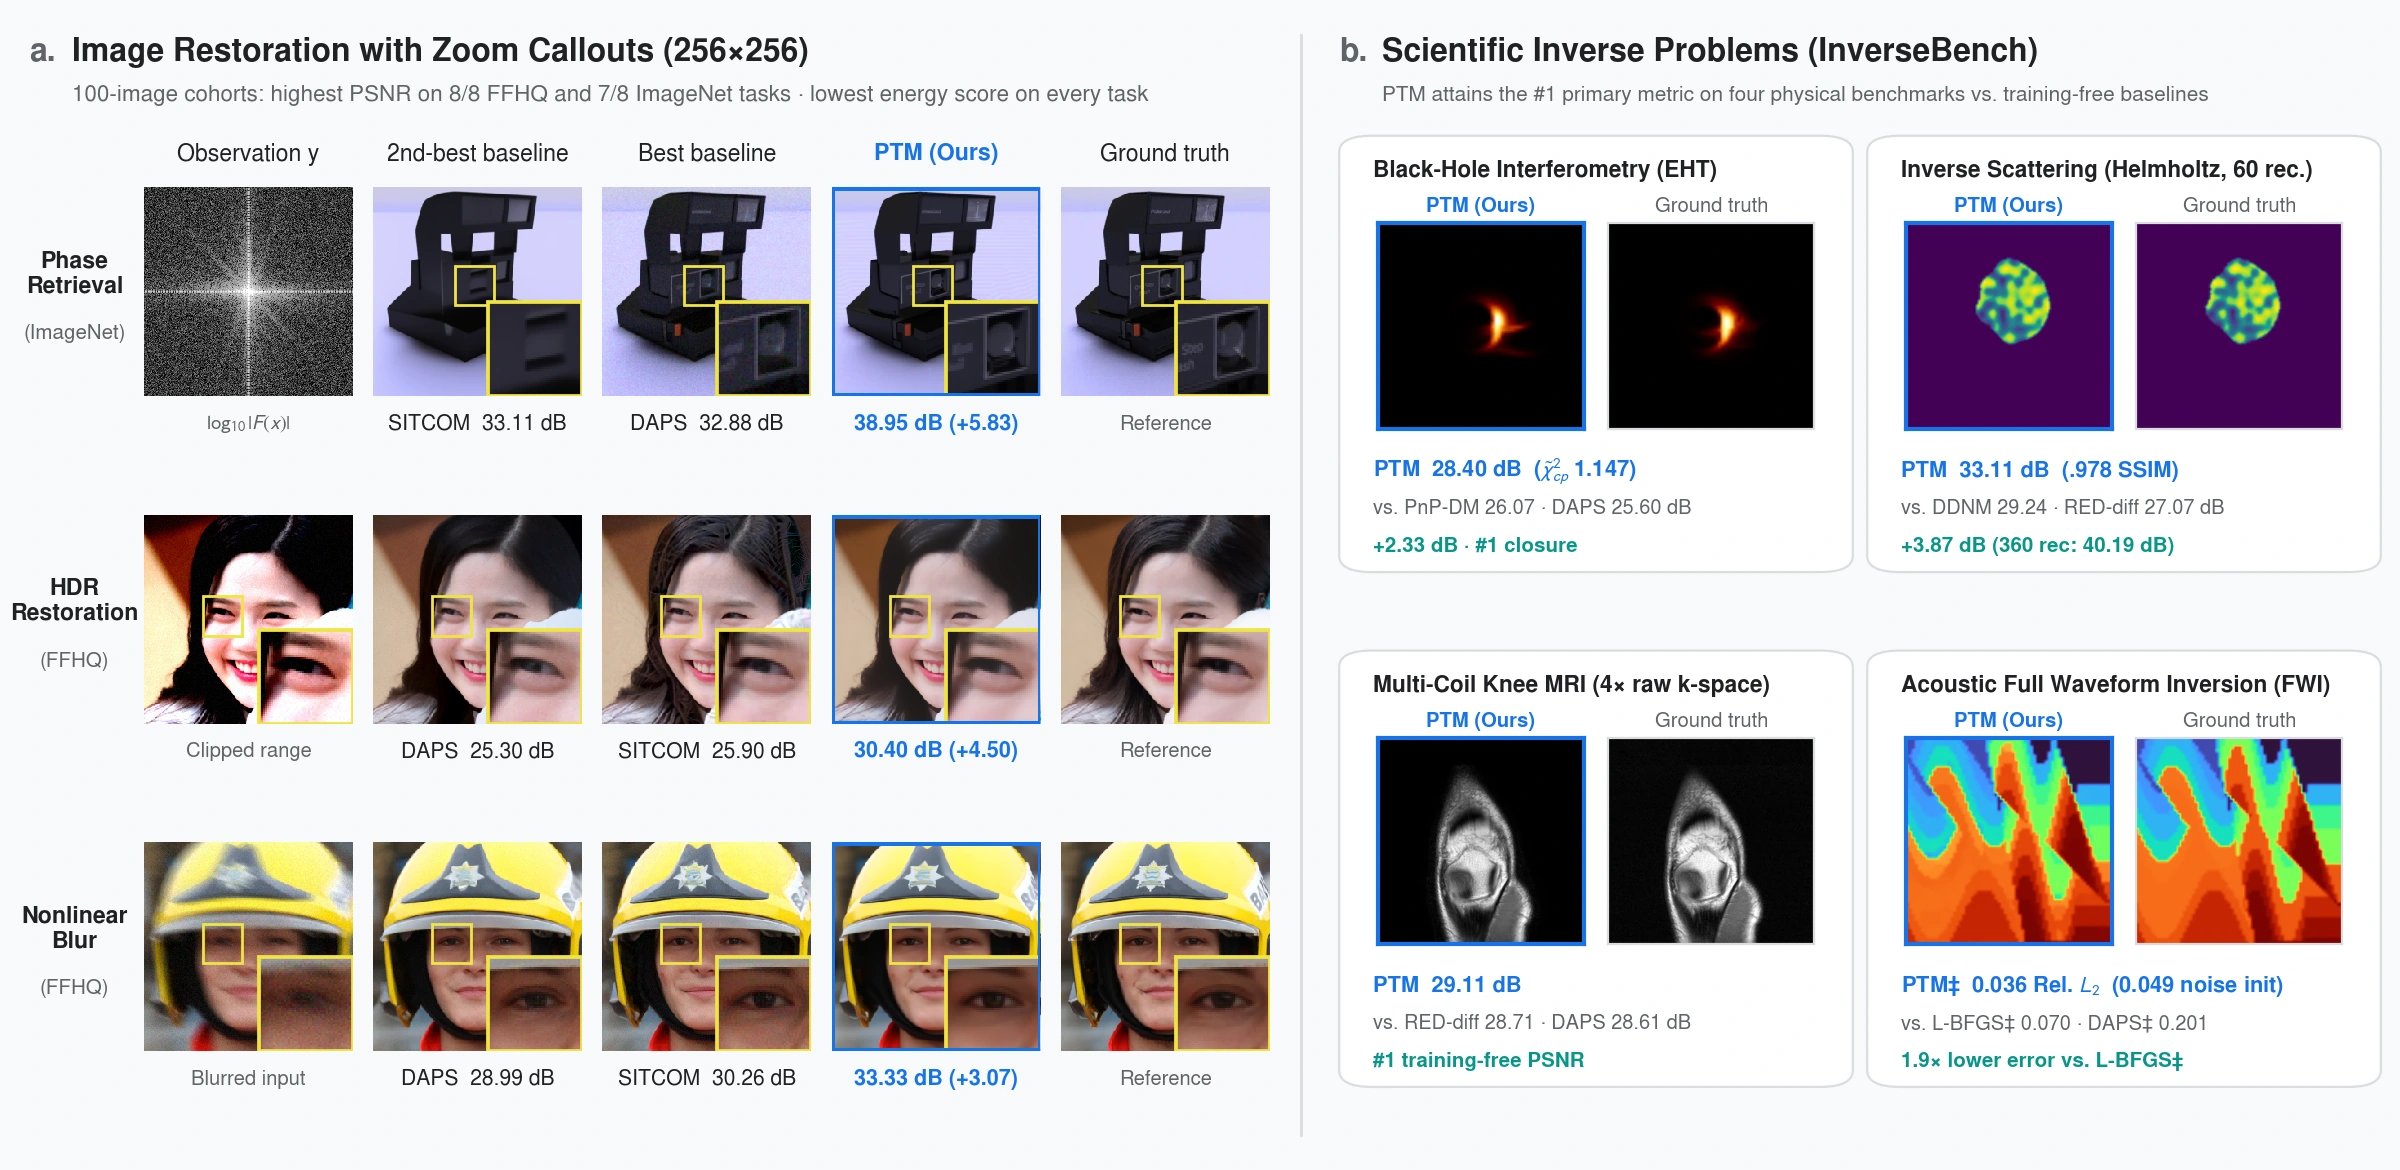 a. Image Restoration with Zoom Callouts (256×256)
100-image cohorts: highest PSNR on 8/8 FFHQ and 7/8 ImageNet tasks · lowest energy score on every task
Observation y
2nd-best baseline
Best baseline
PTM (Ours)
Ground truth
Phase
Retrieval
(ImageNet)
log₁₀|F(x)|
SITCOM 33.11 dB
DAPS 32.88 dB
38.95 dB (+5.83)
Reference
HDR
Restoration
(FFHQ)
Clipped range
DAPS 25.30 dB
SITCOM 25.90 dB
30.40 dB (+4.50)
Reference
Nonlinear
Blur
(FFHQ)
Blurred input
DAPS 28.99 dB
SITCOM 30.26 dB
33.33 dB (+3.07)
Reference
b. Scientific Inverse Problems (InverseBench)
PTM attains the #1 primary metric on four physical benchmarks vs. training-free baselines
Black-Hole Interferometry (EHT)
PTM (Ours)
Ground truth
PTM 28.40 dB (χ̃²cp 1.147)
vs. PnP-DM 26.07 · DAPS 25.60 dB
+2.33 dB · #1 closure
Inverse Scattering (Helmholtz, 60 rec.)
PTM (Ours)
Ground truth
PTM 33.11 dB (.978 SSIM)
vs. DDNM 29.24 · RED-diff 27.07 dB
+3.87 dB (360 rec: 40.19 dB)
Multi-Coil Knee MRI (4× raw k-space)
PTM (Ours)
Ground truth
PTM 29.11 dB
vs. RED-diff 28.71 · DAPS 28.61 dB
#1 training-free PSNR
Acoustic Full Waveform Inversion (FWI)
PTM (Ours)
Ground truth
PTM‡ 0.036 Rel. L₂ (0.049 noise init)
vs. L-BFGS‡ 0.070 · DAPS‡ 0.201
1.9× lower error vs. L-BFGS‡